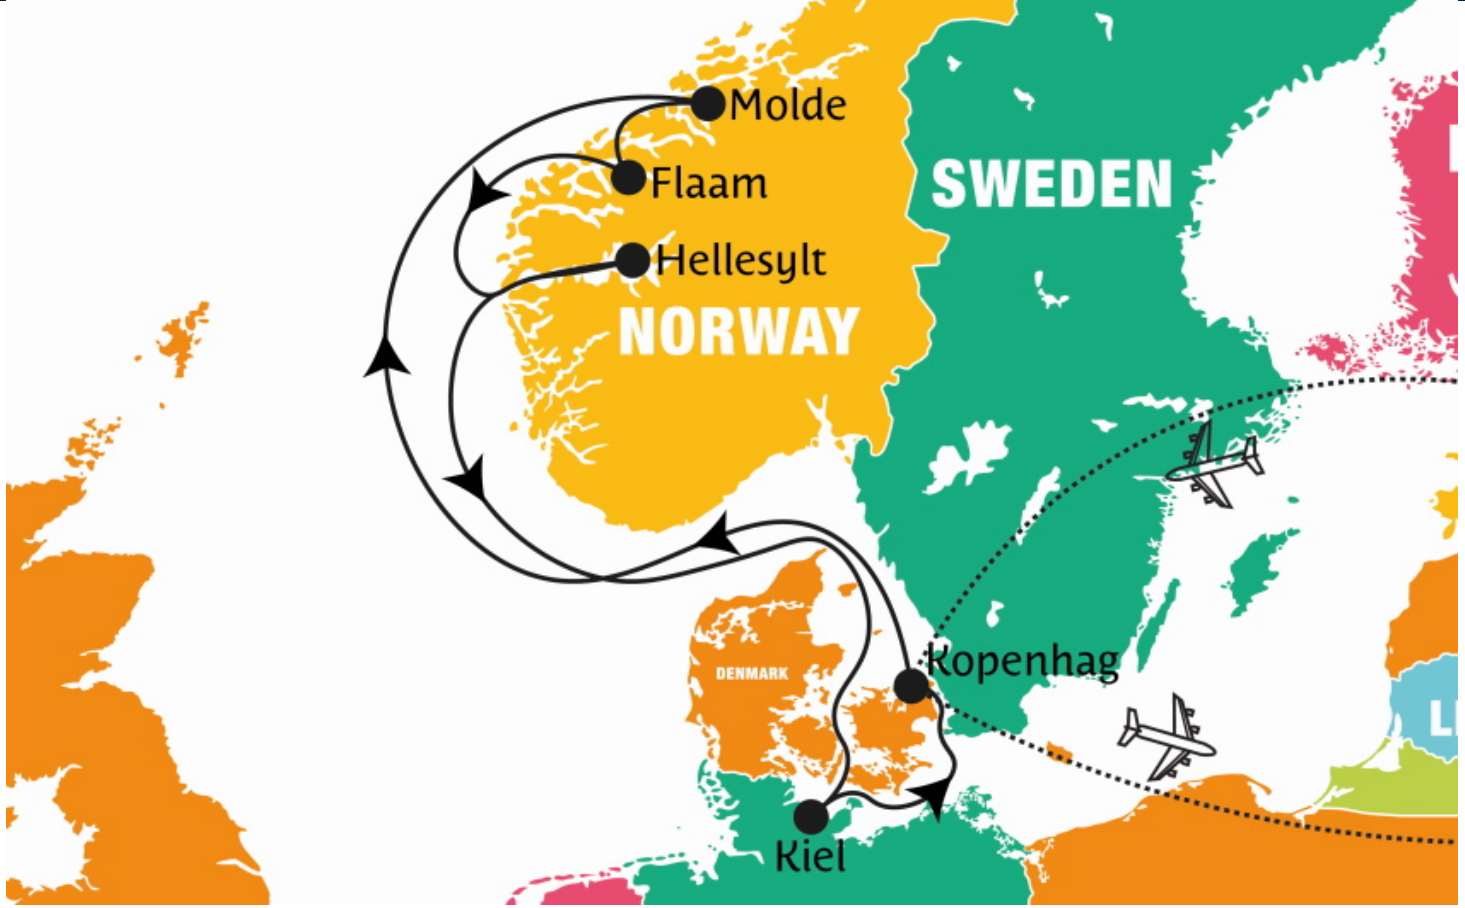 Molde
SWEDEN
Flaam
Hellesylt
NORWAY
Kopenhag
DENMARK
Kiel